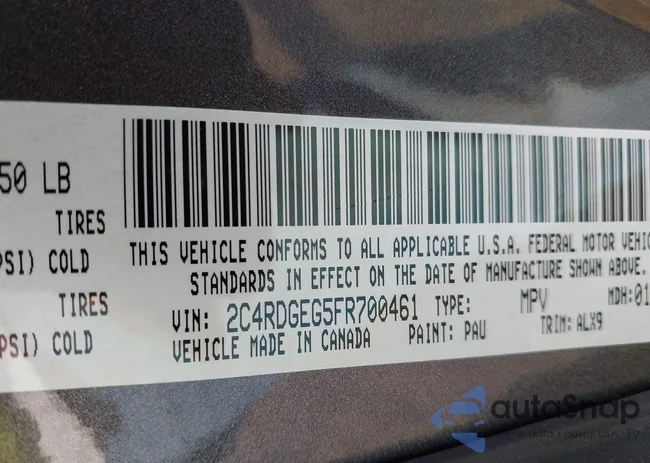 50 LB
TIRES
PSI) COLD
TIRES
PSI) COLD
THIS VEHICLE CONFORMS TO ALL APPLICABLE U.S.A. FEDERAL MOTOR VEHIC
STANDARDS IN EFFECT ON THE DATE OF MANUFACTURE SHOWN ABOVE.
VIN: 2C4RDGEG5FR700461 TYPE: MPV MDH: 01
VEHICLE MADE IN CANADA PAINT: PAU TRIM: ALX9
autoSnap